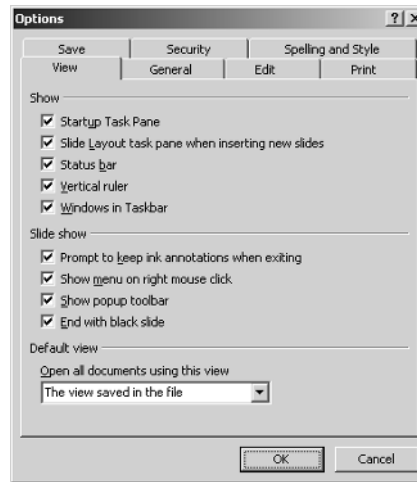 Options
Save Security Spelling and Style
View General Edit Print
Show
Startup Task Pane
Slide Layout task pane when inserting new slides
Status bar
Vertical ruler
Windows in Taskbar
Slide show
Prompt to keep ink annotations when exiting
Show menu on right mouse click
Show popup toolbar
End with black slide
Default view
Open all documents using this view
The view saved in the file
OK Cancel